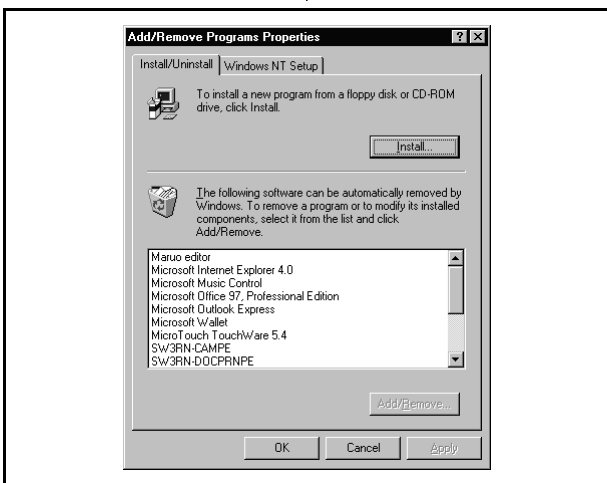 Add/Remove Programs Properties
Install/Uninstall Windows NT Setup
To install a new program from a floppy disk or CD-ROM
drive, click Install.
Install...
The following software can be automatically removed by
Windows. To remove a program or to modify its installed
components, select it from the list and click
Add/Remove.
Maruo editor
Microsoft Internet Explorer 4.0
Microsoft Music Control
Microsoft Office 97, Professional Edition
Microsoft Outlook Express
Microsoft Wallet
MicroTouch TouchWare 5.4
SW3RN-CAMPE
SW3RN-DOCPRNPE
Add/Remove...
OK Cancel Apply